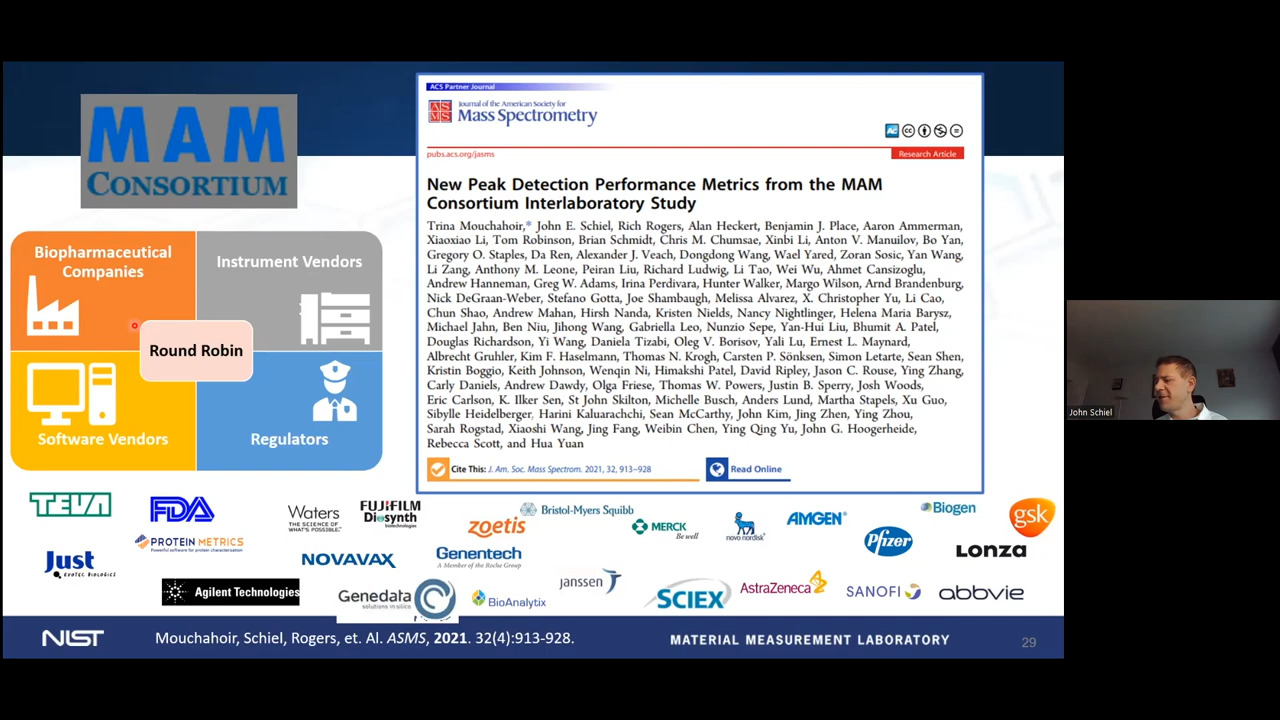 MAM
CONSORTIUM
Biopharmaceutical
Companies
Instrument Vendors
Round Robin
Software Vendors
Regulators
ACS Partner Journal
Journal of the American Society for
Mass Spectrometry
pubs.acs.org/jasms
Research Article
New Peak Detection Performance Metrics from the MAM
Consortium Interlaboratory Study
Trina Mouchahoir,* John E. Schiel, Rich Rogers, Alan Heckert, Benjamin J. Place, Aaron Ammerman,
Xiaoxiao Li, Tom Robinson, Brian Schmidt, Chris M. Chumsae, Xinbi Li, Anton V. Manuilov, Bo Yan,
Gregory O. Staples, Da Ren, Alexander J. Veach, Dongdong Wang, Wael Yared, Zoran Sosic, Yan Wang,
Li Zang, Anthony M. Leone, Peiran Liu, Richard Ludwig, Li Tao, Wei Wu, Ahmet Cansizoglu,
Andrew Hanneman, Greg W. Adams, Irina Perdivara, Hunter Walker, Margo Wilson, Arnd Brandenburg,
Nick DeGraan-Weber, Stefano Gotta, Joe Shambaugh, Melissa Alvarez, X. Christopher Yu, Li Cao,
Chun Shao, Andrew Mahan, Hirsh Nanda, Kristen Nields, Nancy Nightlinger, Helena Maria Barysz,
Michael Jahn, Ben Niu, Jihong Wang, Gabriella Leo, Nunzio Sepe, Yan-Hui Liu, Bhumit A. Patel,
Douglas Richardson, Yi Wang, Daniela Tizabi, Oleg V. Borisov, Yali Lu, Ernest L. Maynard,
Albrecht Gruhler, Kim F. Haselmann, Thomas N. Krogh, Carsten P. Sönksen, Simon Letarte, Sean Shen,
Kristin Boggio, Keith Johnson, Wenqin Ni, Himakshi Patel, David Ripley, Jason C. Rouse, Ying Zhang,
Carly Daniels, Andrew Dawdy, Olga Friese, Thomas W. Powers, Justin B. Sperry, Josh Woods,
Eric Carlson, K. Ilker Sen, St John Skilton, Michelle Busch, Anders Lund, Martha Stapels, Xu Guo,
Sibylle Heidelberger, Harini Kaluarachchi, Sean McCarthy, John Kim, Jing Zhen, Ying Zhou,
Sarah Rogstad, Xiaoshi Wang, Jing Fang, Weibin Chen, Ying Qing Yu, John G. Hoogerheide,
Rebecca Scott, and Hua Yuan
Cite This: J. Am. Soc. Mass Spectrom. 2021, 32, 913−928
Read Online
John Schiel
TEVA
FDA
Waters
THE SCIENCE OF
WHAT'S POSSIBLE.™
FUJIFILM
Diosynth
biotechnologies
zoetis
Bristol-Myers Squibb
MERCK
Be well
novo nordisk
AMGEN
Biogen
gsk
PROTEIN METRICS
Powerful software for protein characterization
Just
EVOTEC BIOLOGICS
NOVAVAX
Genentech
A Member of the Roche Group
Pfizer
Lonza
Agilent Technologies
Genedata
solutions in silico
BioAnalytix
janssen
SCIEX
AstraZeneca
SANOFI
abbvie
NIST
Mouchahoir, Schiel, Rogers, et. Al. ASMS, 2021. 32(4):913-928.
MATERIAL MEASUREMENT LABORATORY
29